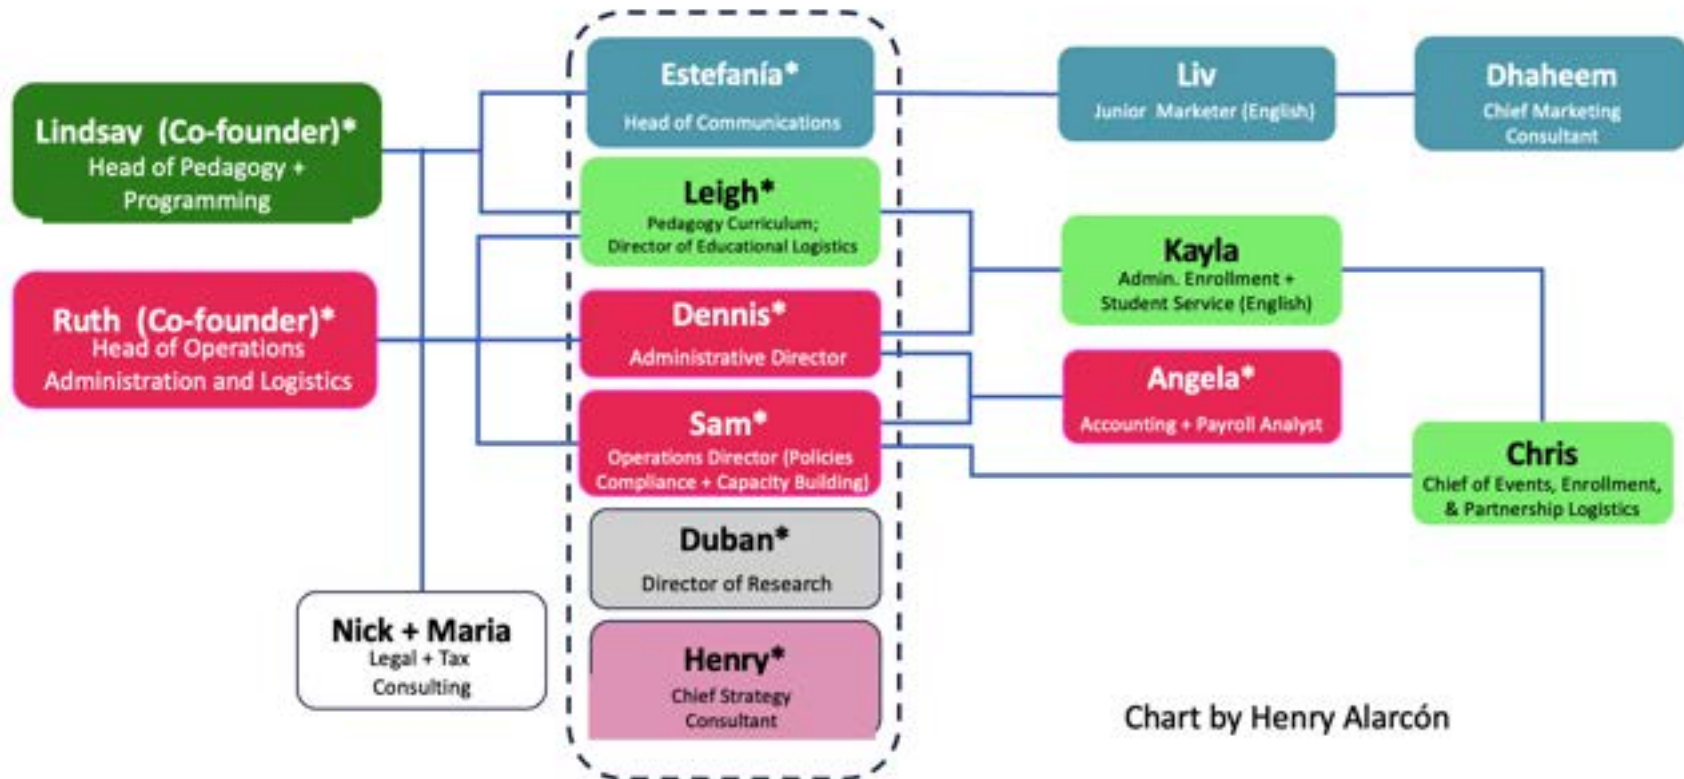 Lindsay (Co-founder)*
Head of Pedagogy +
Programming
Ruth (Co-founder)*
Head of Operations
Administration and Logistics
Nick + Maria
Legal + Tax
Consulting
Estefanía*
Head of Communications
Leigh*
Pedagogy Curriculum;
Director of Educational Logistics
Dennis*
Administrative Director
Sam*
Operations Director (Policies
Compliance + Capacity Building)
Duban*
Director of Research
Henry*
Chief Strategy
Consultant
Liv
Junior Marketer (English)
Kayla
Admin. Enrollment +
Student Service (English)
Angela*
Accounting + Payroll Analyst
Dhaheem
Chief Marketing
Consultant
Chris
Chief of Events, Enrollment,
& Partnership Logistics
Chart by Henry Alarcón